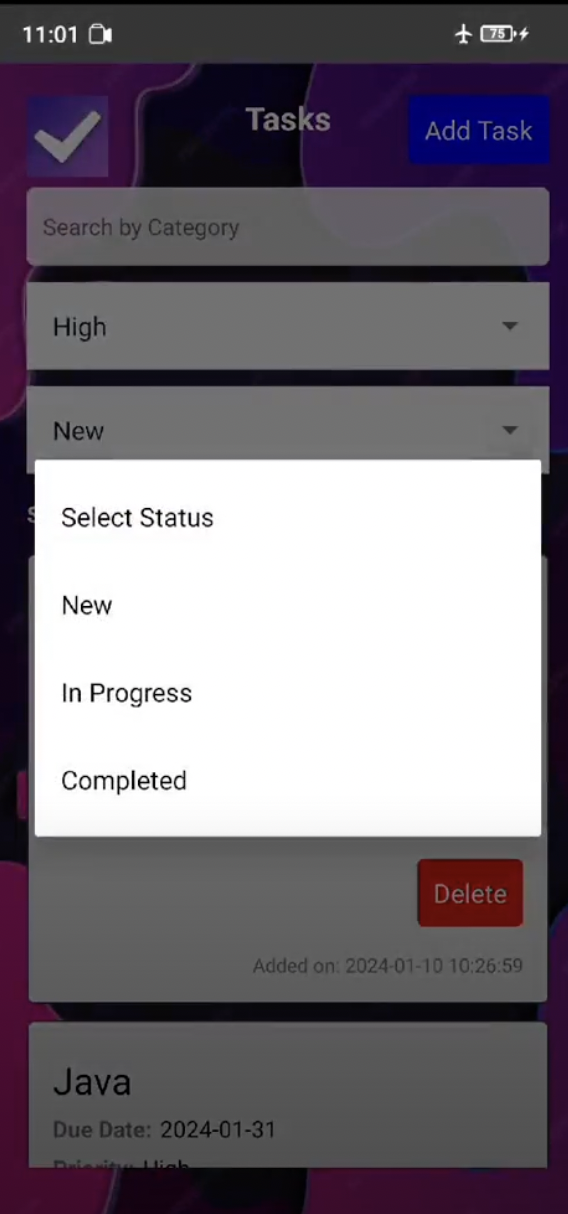 11:01
75
Tasks
Add Task
Search by Category
High
New
Select Status
New
In Progress
Completed
Delete
Added on: 2024-01-10 10:26:59
Java
Due Date: 2024-01-31
Priority: High